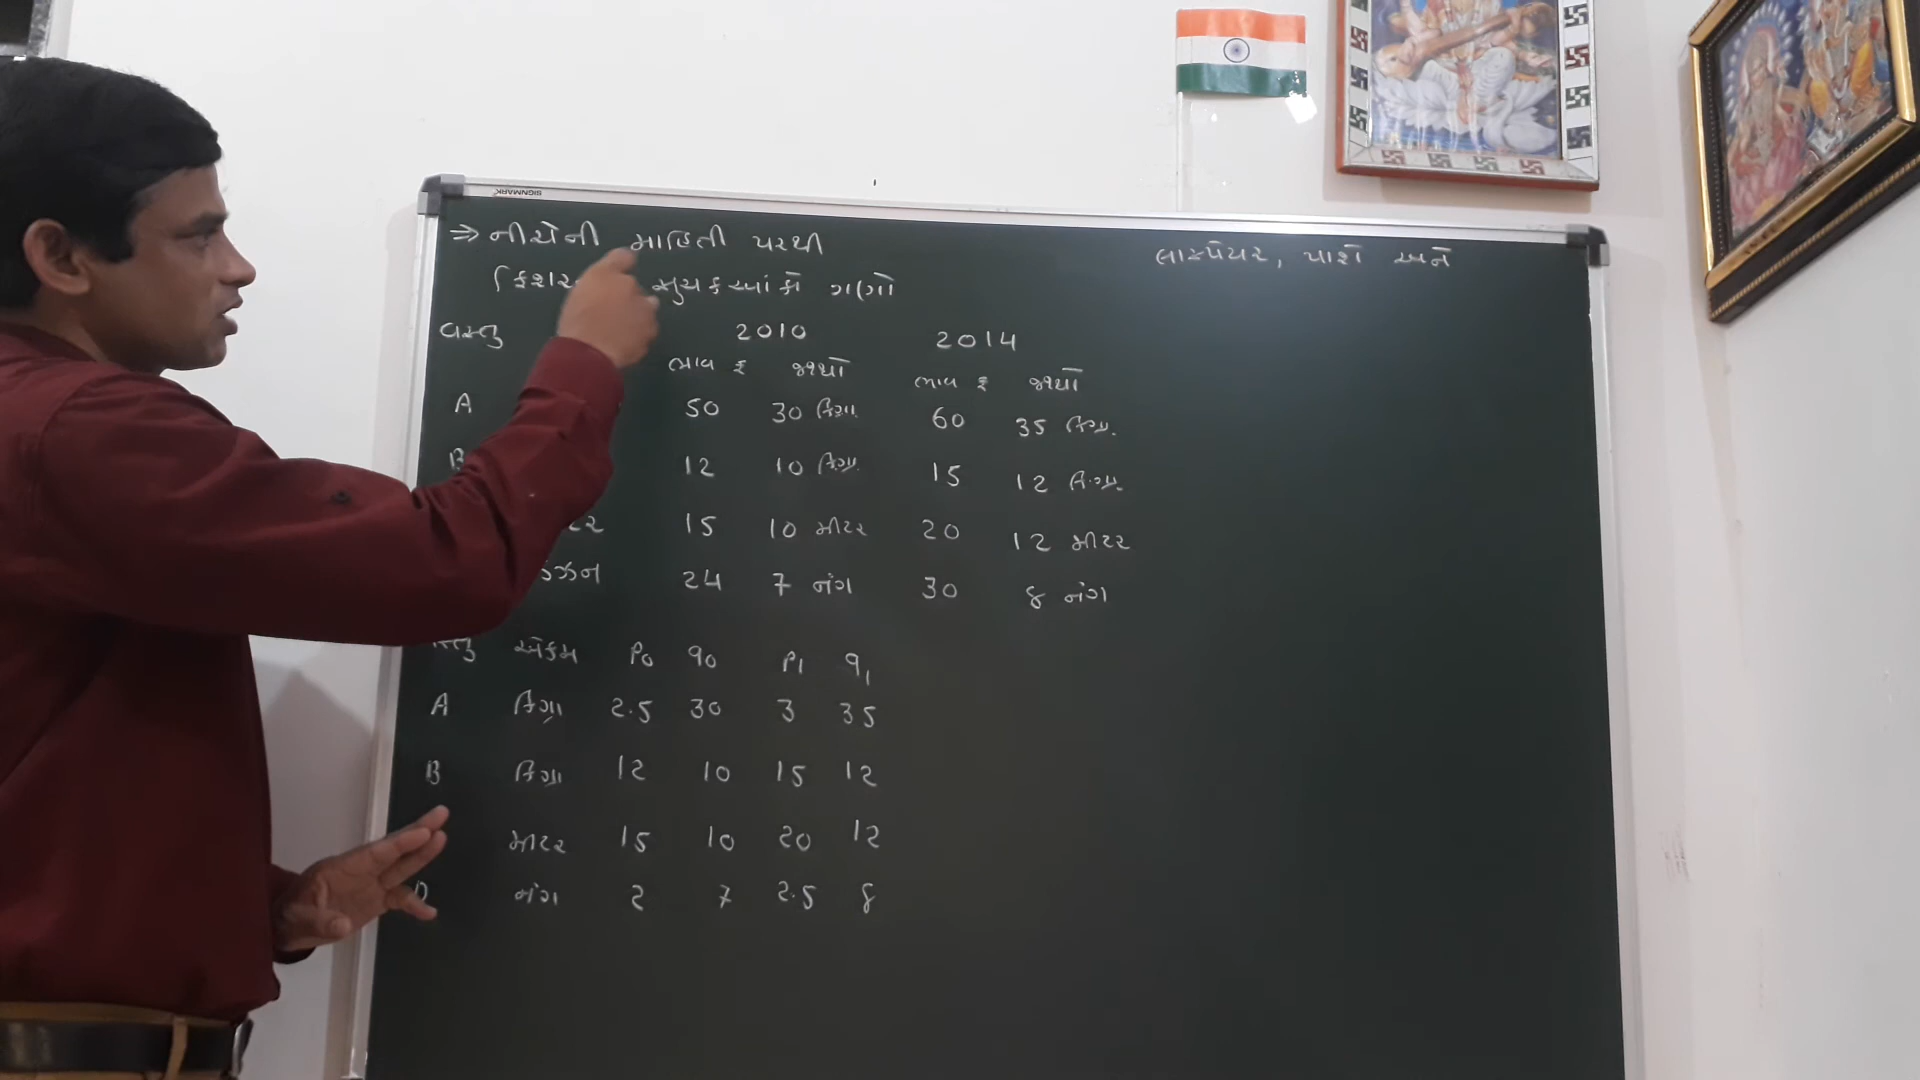 SIGNMARK
⇒ નીચેની માહિતી પરથી લાસ્પેયર, પાશે અને
સુચકઆંકો ગણો
વસ્તુ 2010 2014
ભાવ ₹ જથ્થો ભાવ ₹ જથ્થો
A 50 30 કિગ્રા. 60 35 કિગ્રા.
B 12 10 કિગ્રા. 15 12 કિગ્રા.
15 10 મીટર 20 12 મીટર
24 7 નંગ 30 8 નંગ
એકમ P0 q0 P1 q1
A કિગ્રા 2.5 30 3 35
B કિગ્રા 12 10 15 12
મીટર 15 10 20 12
D નંગ 2 7 2.5 8